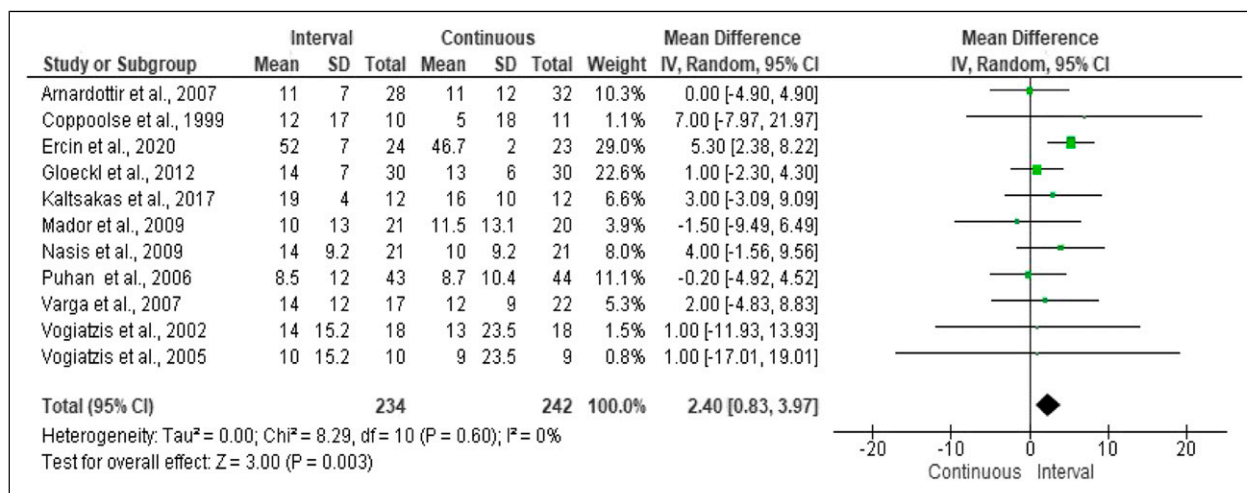 Interval Continuous Mean Difference Mean Difference
Study or Subgroup Mean SD Total Mean SD Total Weight IV, Random, 95% CI IV, Random, 95% CI
Arnardottir et al., 2007 11 7 28 11 12 32 10.3% 0.00 [-4.90, 4.90]
Coppoolse et al., 1999 12 17 10 5 18 11 1.1% 7.00 [-7.97, 21.97]
Ercin et al., 2020 52 7 24 46.7 2 23 29.0% 5.30 [2.38, 8.22]
Gloeckl et al., 2012 14 7 30 13 6 30 22.6% 1.00 [-2.30, 4.30]
Kaltsakas et al., 2017 19 4 12 16 10 12 6.6% 3.00 [-3.09, 9.09]
Mador et al., 2009 10 13 21 11.5 13.1 20 3.9% -1.50 [-9.49, 6.49]
Nasis et al., 2009 14 9.2 21 10 9.2 21 8.0% 4.00 [-1.56, 9.56]
Puhan et al., 2006 8.5 12 43 8.7 10.4 44 11.1% -0.20 [-4.92, 4.52]
Varga et al., 2007 14 12 17 12 9 22 5.3% 2.00 [-4.83, 8.83]
Vogiatzis et al., 2002 14 15.2 18 13 23.5 18 1.5% 1.00 [-11.93, 13.93]
Vogiatzis et al., 2005 10 15.2 10 9 23.5 9 0.8% 1.00 [-17.01, 19.01]
Total (95% CI) 234 242 100.0% 2.40 [0.83, 3.97]
Heterogeneity: Tau² = 0.00; Chi² = 8.29, df = 10 (P = 0.60); I² = 0%
Test for overall effect: Z = 3.00 (P = 0.003)
-20 -10 0 10 20
Continuous Interval